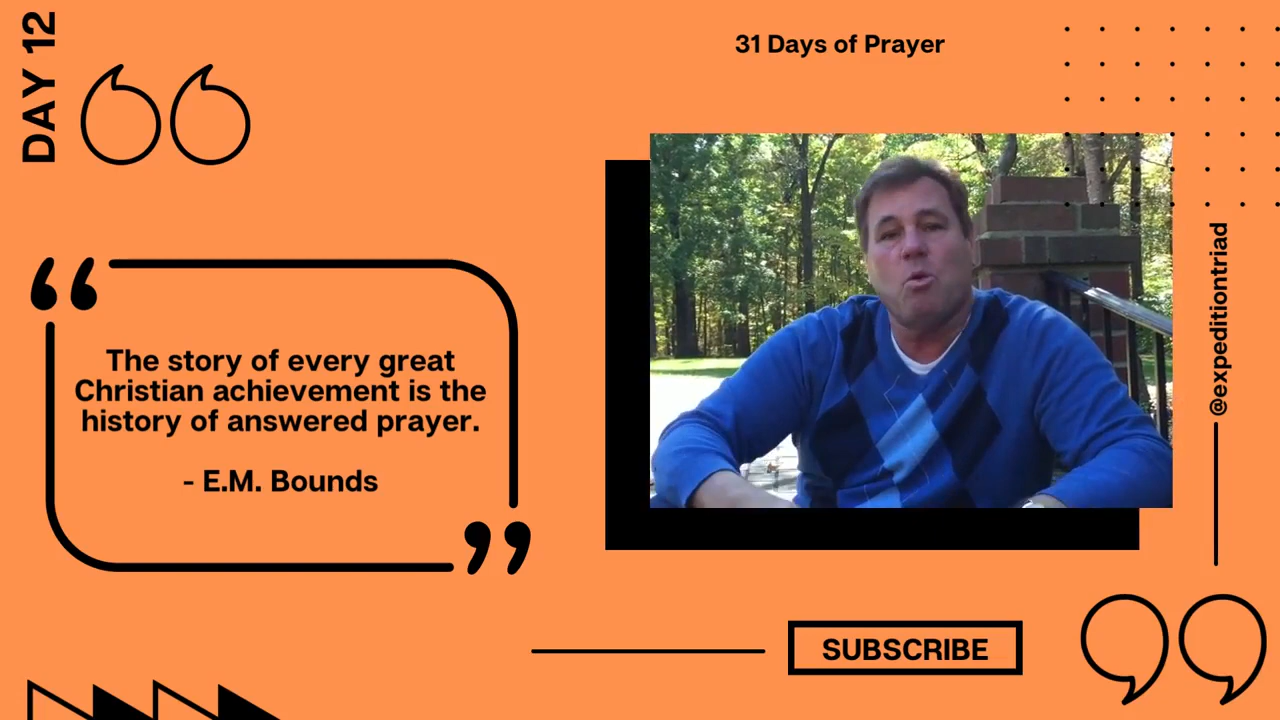 DAY 12
31 Days of Prayer
The story of every great
Christian achievement is the
history of answered prayer.
- E.M. Bounds
@expeditiontriad
SUBSCRIBE